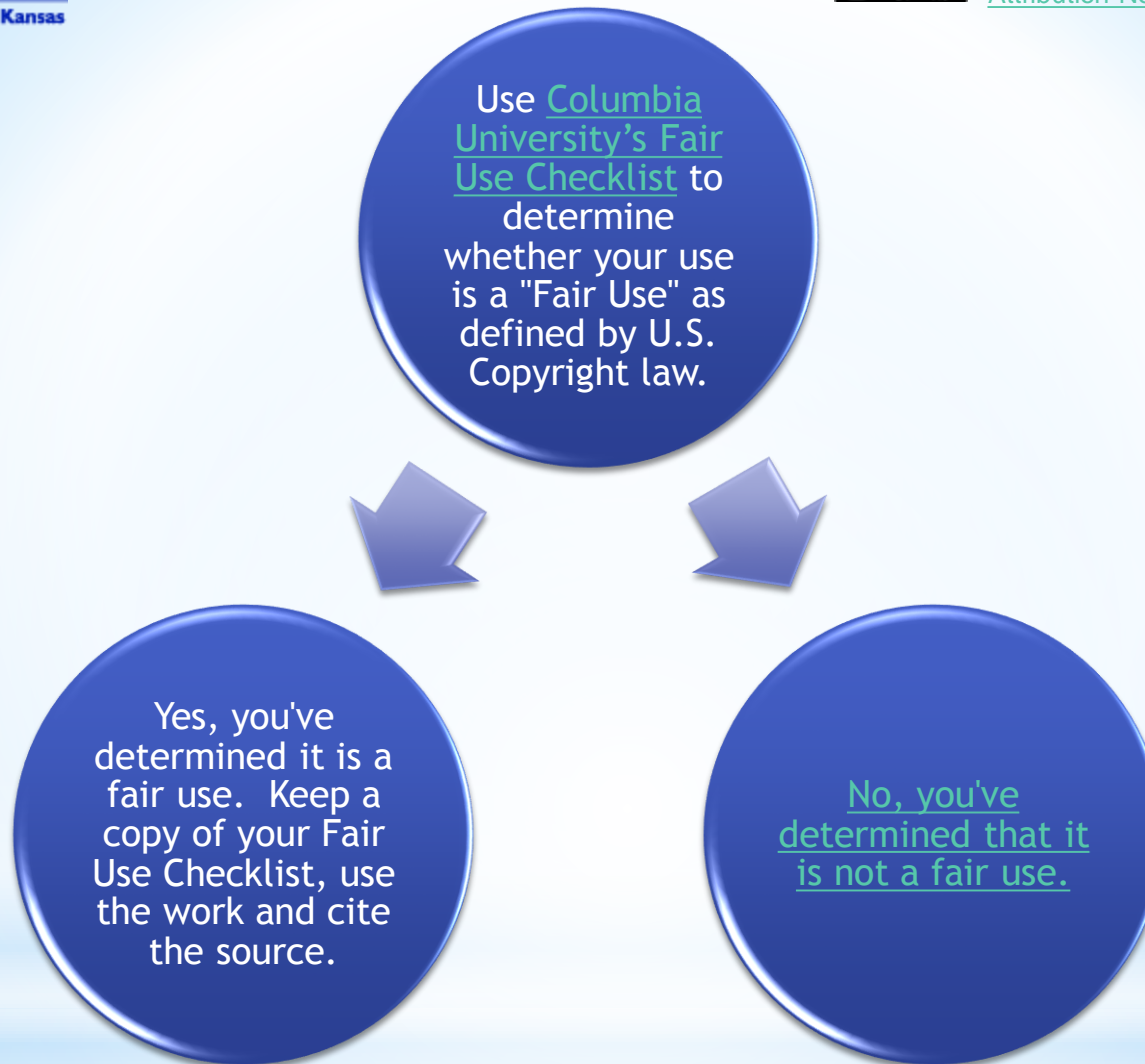 Kansas
Use Columbia
University’s Fair
Use Checklist to
determine
whether your use
is a "Fair Use" as
defined by U.S.
Copyright law.
Yes, you've
determined it is a
fair use.  Keep a
copy of your Fair
Use Checklist, use
the work and cite
the source.
No, you've
determined that it
is not a fair use.